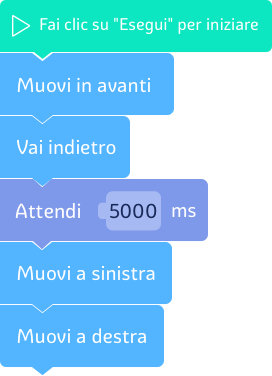 Fai clic su "Esegui" per iniziare
Muovi in avanti
Vai indietro
Attendi 5000 ms
Muovi a sinistra
Muovi a destra